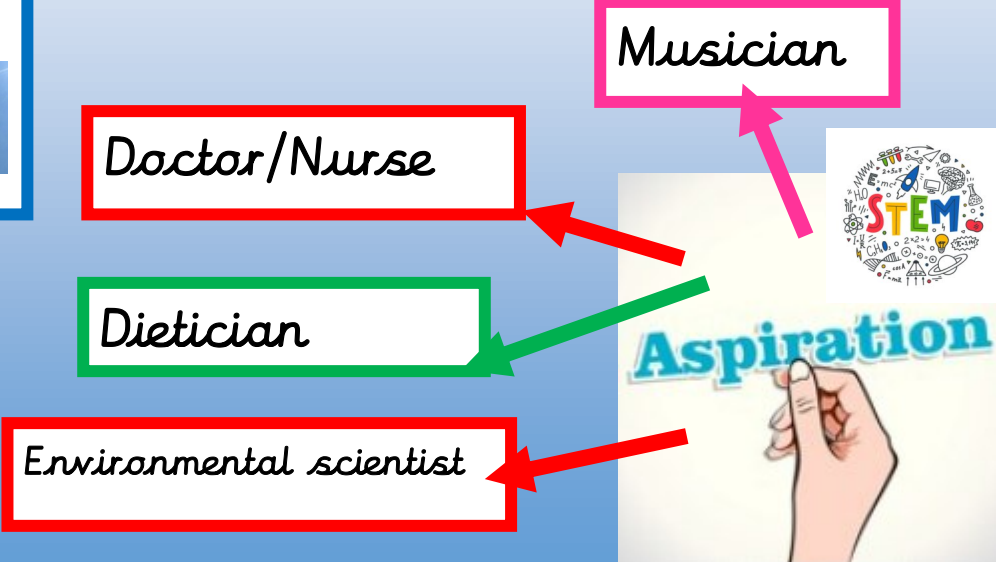 Musician
Doctor/Nurse
STEM
Dietician
Aspiration
Environmental scientist